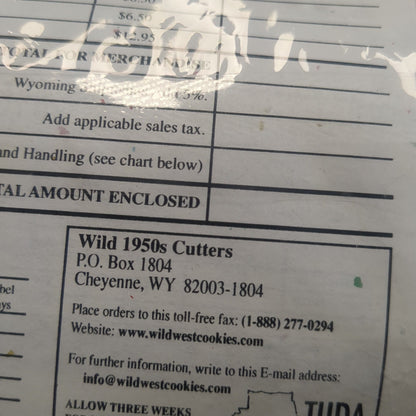 $6.50
$12.95
TOTAL FOR MERCHANDISE
Wyoming 5%.
Add applicable sales tax.
and Handling (see chart below)
TAL AMOUNT ENCLOSED
Wild 1950s Cutters
P.O. Box 1804
Cheyenne, WY 82003-1804
Place orders to this toll-free fax: (1-888) 277-0294
Website: www.wildwestcookies.com
For further information, write to this E-mail address:
info@wildwestcookies.com
ALLOW THREE WEEKS